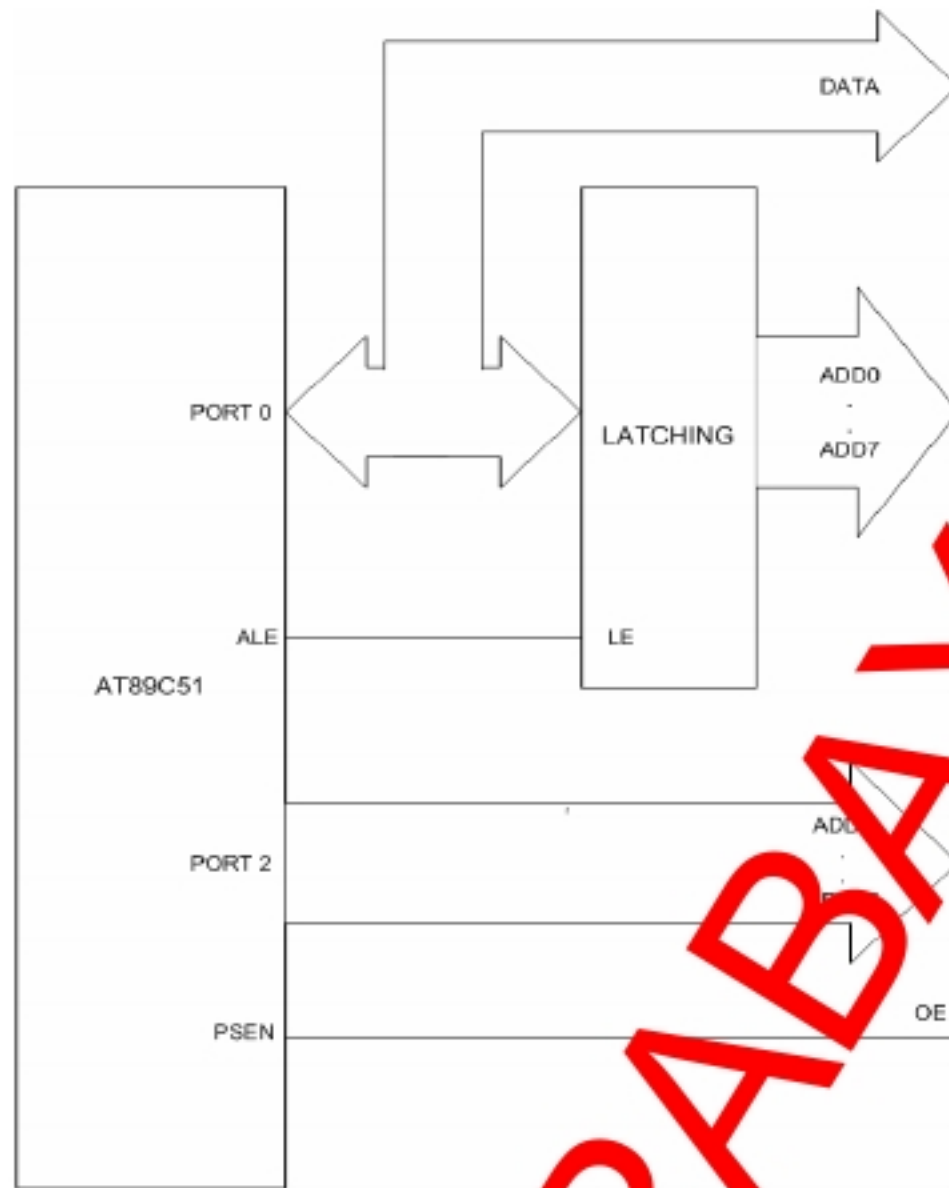 DATA
PORT 0
LATCHING
ADD0
.
.
ADD7
ALE
LE
AT89C51
PORT 2
.
.
PSEN
OE